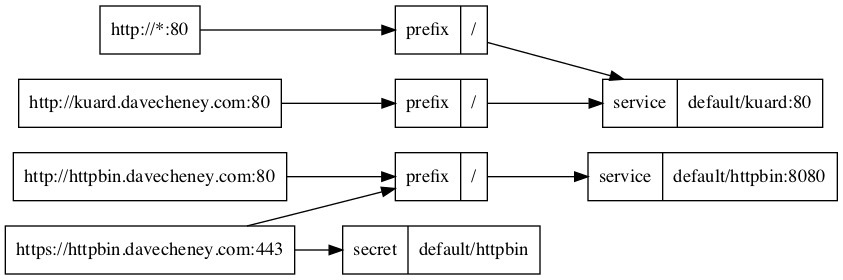 http://*:80 prefix /
http://kuard.davecheney.com:80 prefix / service default/kuard:80
http://httpbin.davecheney.com:80 prefix / service default/httpbin:8080
https://httpbin.davecheney.com:443 secret default/httpbin